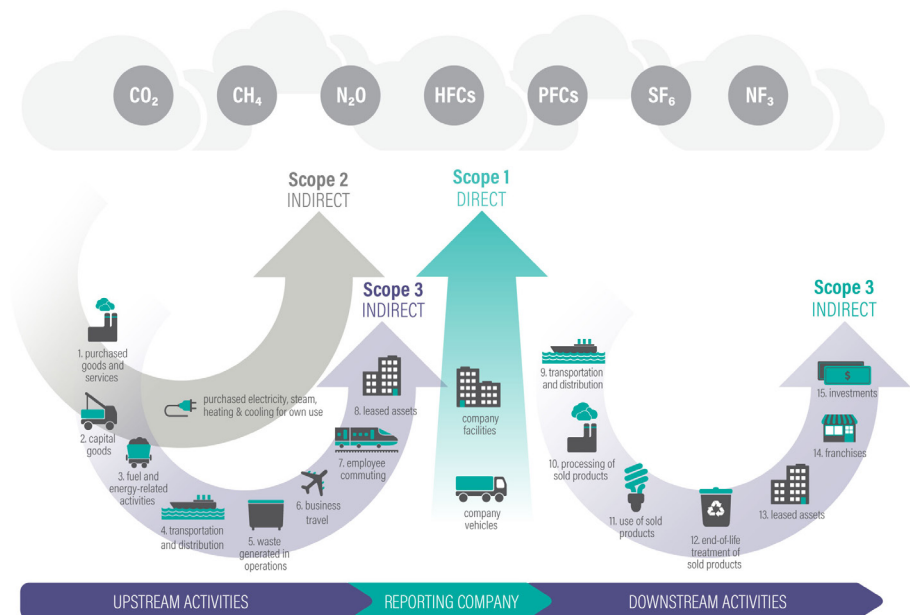 CO₂
CH₄
N₂O
HFCs
PFCs
SF₆
NF₃
Scope 2
INDIRECT
Scope 1
DIRECT
Scope 3
INDIRECT
Scope 3
INDIRECT
1. purchased
goods and
services
2. capital
goods
3. fuel and
energy-related
activities
4. transportation
and distribution
5. waste
generated in
operations
6. business
travel
7. employee
commuting
8. leased assets
purchased electricity, steam,
heating & cooling for own use
company
facilities
company
vehicles
9. transportation
and distribution
10. processing of
sold products
11. use of sold
products
12. end-of-life
treatment of
sold products
13. leased assets
14. franchises
15. investments
$
UPSTREAM ACTIVITIES
REPORTING COMPANY
DOWNSTREAM ACTIVITIES